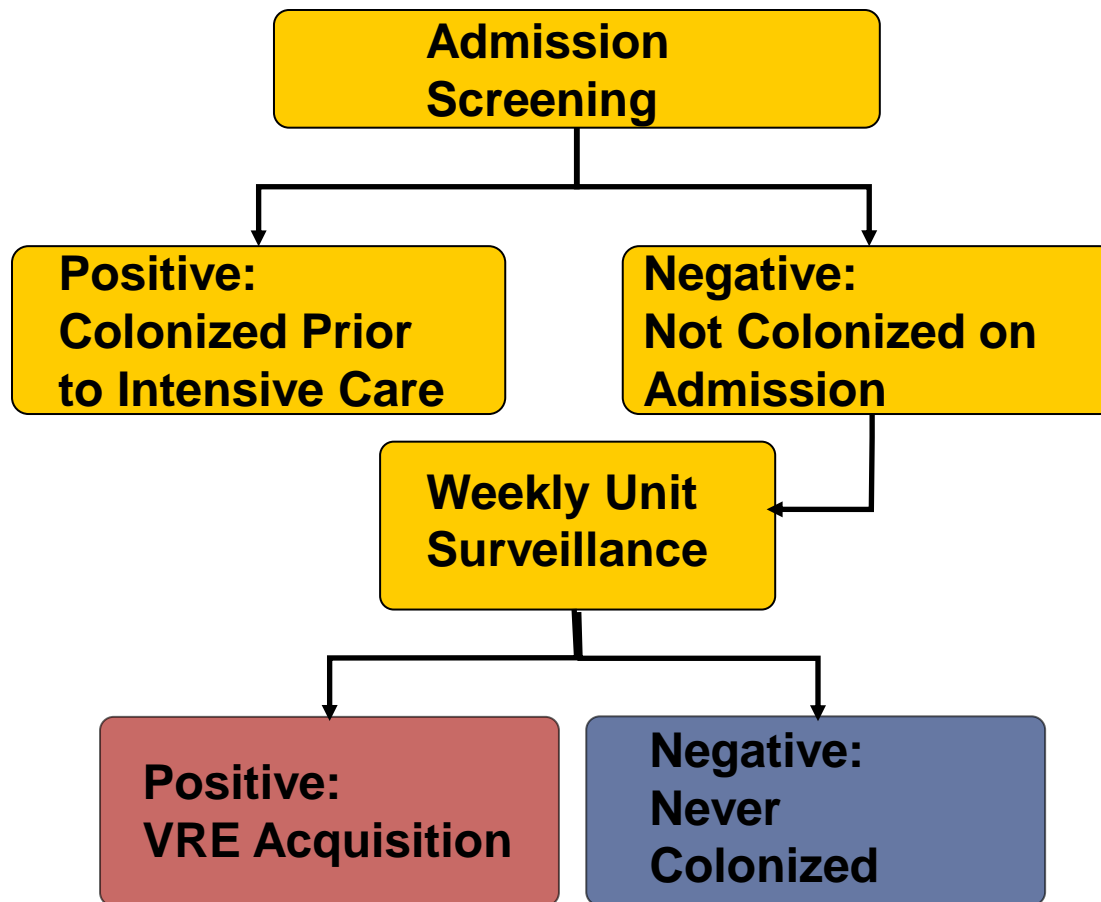 Admission
Screening
Positive:
Colonized Prior
to Intensive Care
Negative:
Not Colonized on
Admission
Weekly Unit
Surveillance
Positive:
VRE Acquisition
Negative:
Never
Colonized